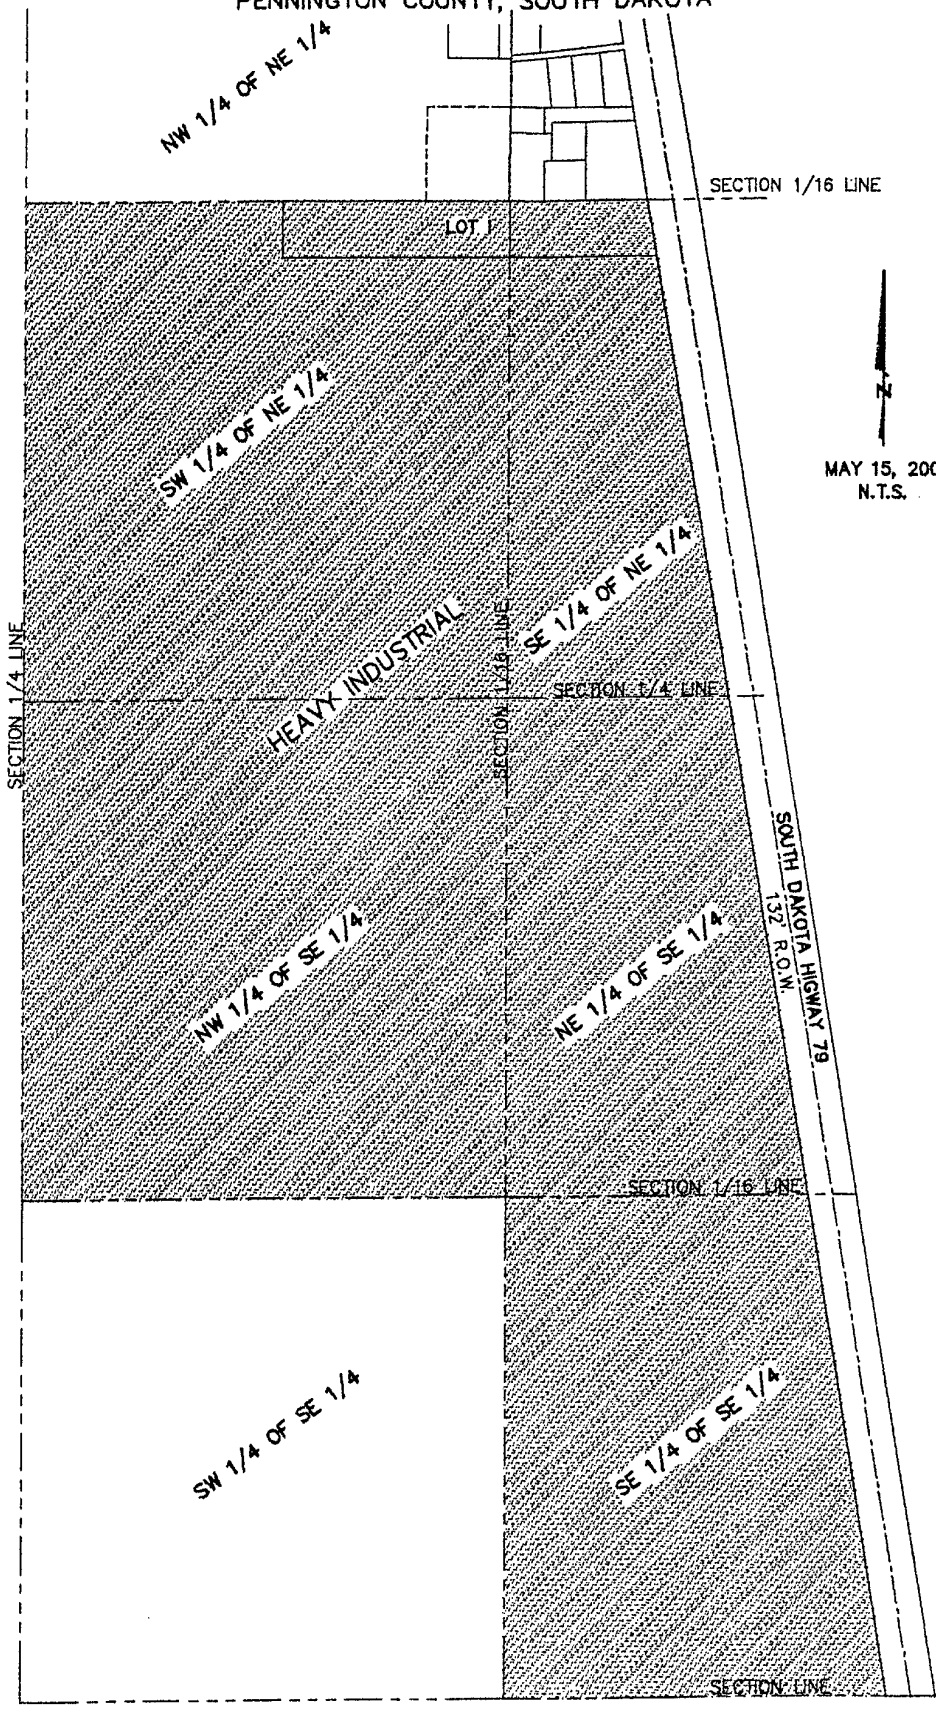 PENNINGTON COUNTY, SOUTH DAKOTA
NW 1/4 OF NE 1/4
SECTION 1/16 LINE
LOT 1
SW 1/4 OF NE 1/4
N
MAY 15, 200
N.T.S.
SE 1/4 OF NE 1/4
HEAVY INDUSTRIAL
SECTION 1/4 LINE
SECTION 1/16 LINE
SECTION 1/4 LINE
SOUTH DAKOTA HIGWAY 79
132' R.O.W.
NW 1/4 OF SE 1/4
NE 1/4 OF SE 1/4
SECTION 1/16 LINE
SW 1/4 OF SE 1/4
SE 1/4 OF SE 1/4
SECTION LINE